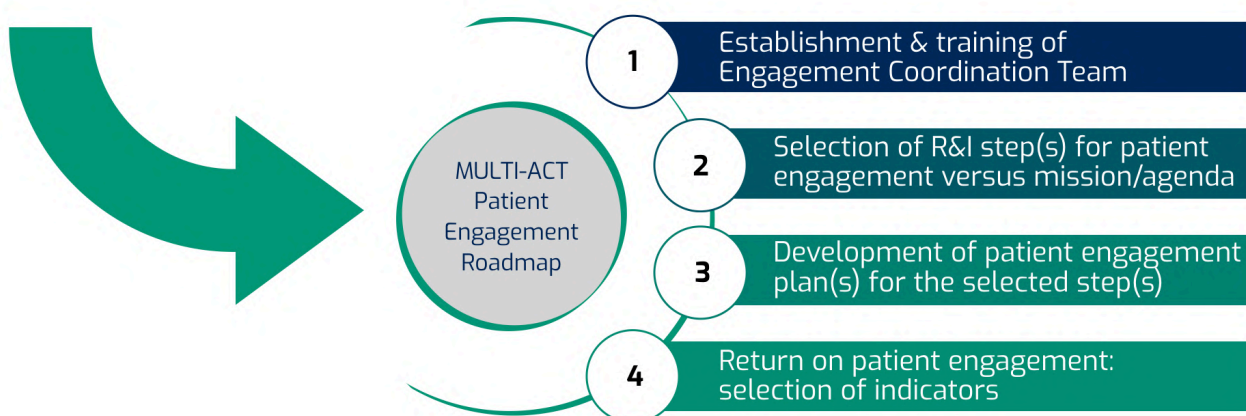 MULTI-ACT
Patient
Engagement
Roadmap
1
Establishment & training of
Engagement Coordination Team
2
Selection of R&I step(s) for patient
engagement versus mission/agenda
3
Development of patient engagement
plan(s) for the selected step(s)
4
Return on patient engagement:
selection of indicators